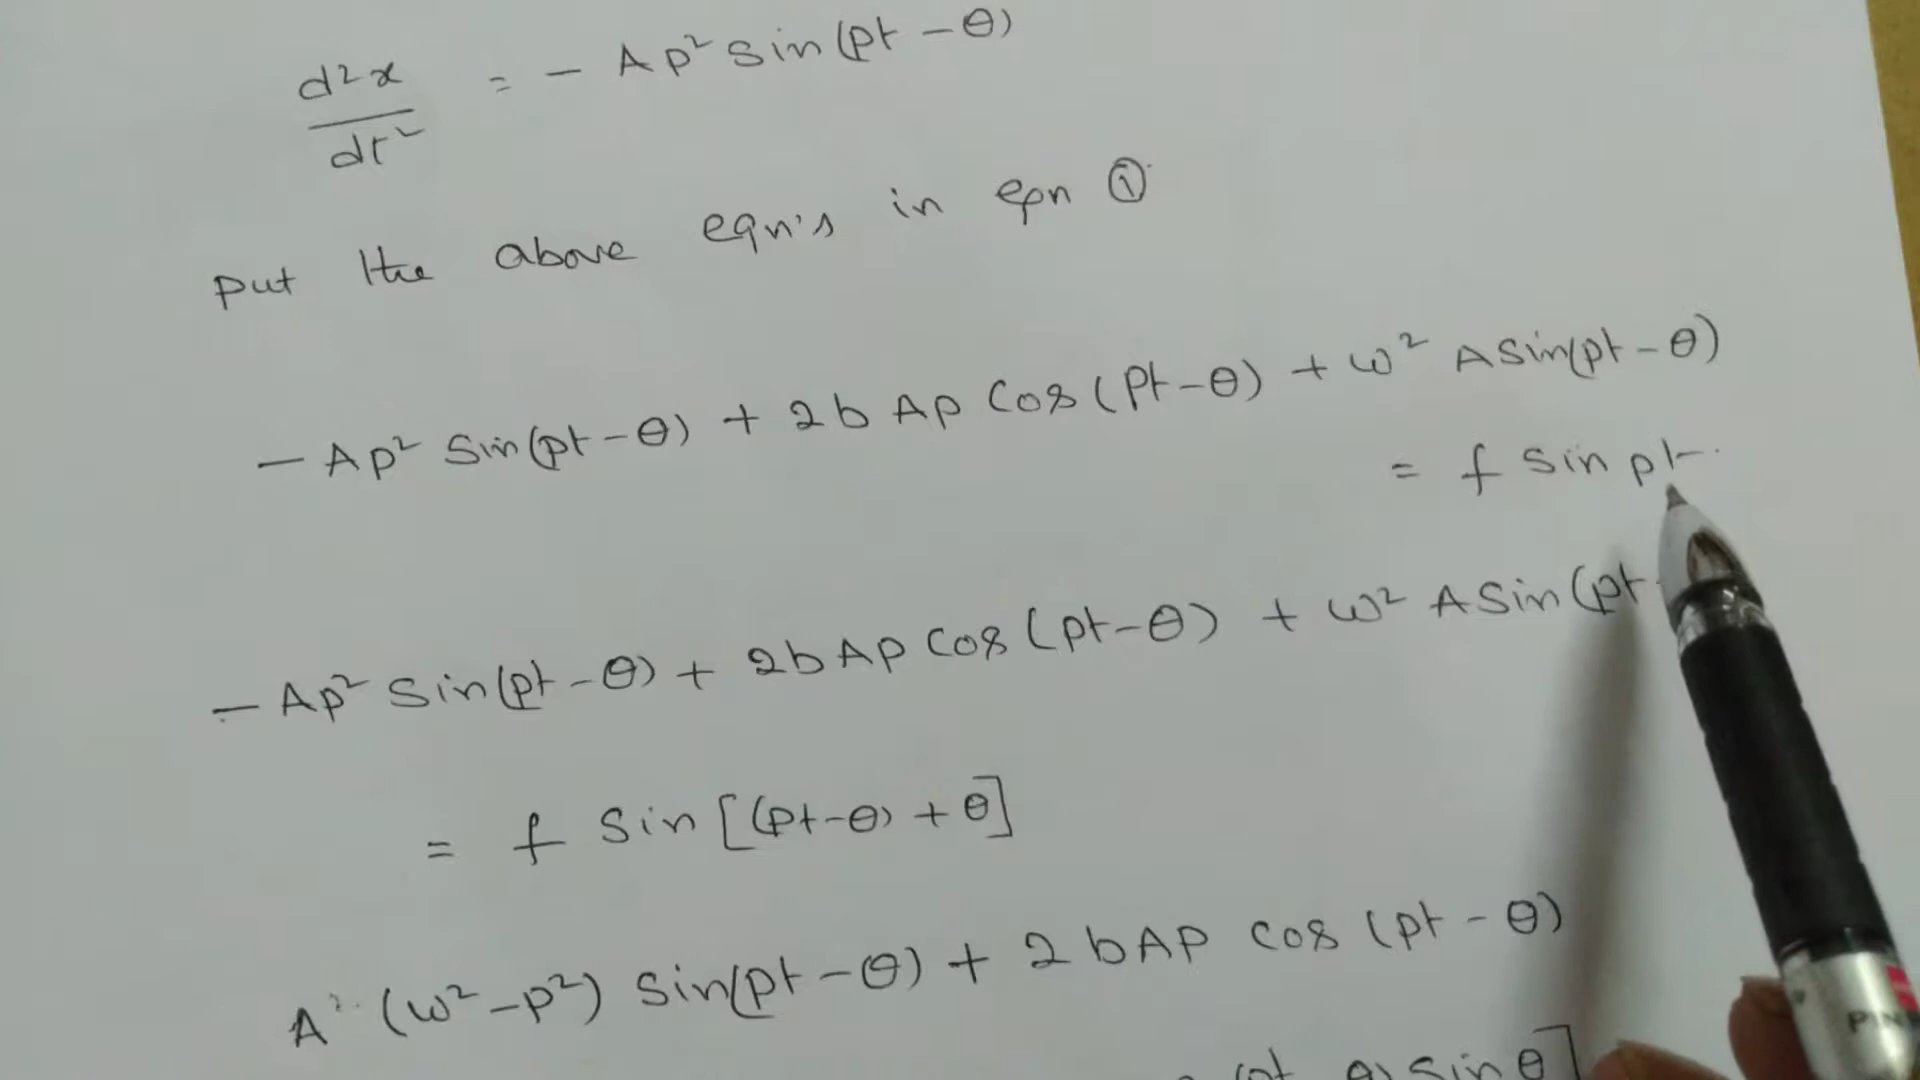 d²x/dt² = - Ap² Sin(pt - θ)
put the above eqn's in eqn ①
- Ap² Sin(pt - θ) + 2b Ap Cos(Pt - θ) + ω² A Sin(pt - θ)
= f Sin pt.
- Ap² Sin(pt - θ) + 2b Ap Cos(pt - θ) + ω² A Sin(pt
= f Sin [(pt - θ) + θ]
A (ω² - p²) Sin(pt - θ) + 2bAp cos(pt - θ)
θ) Sin θ]